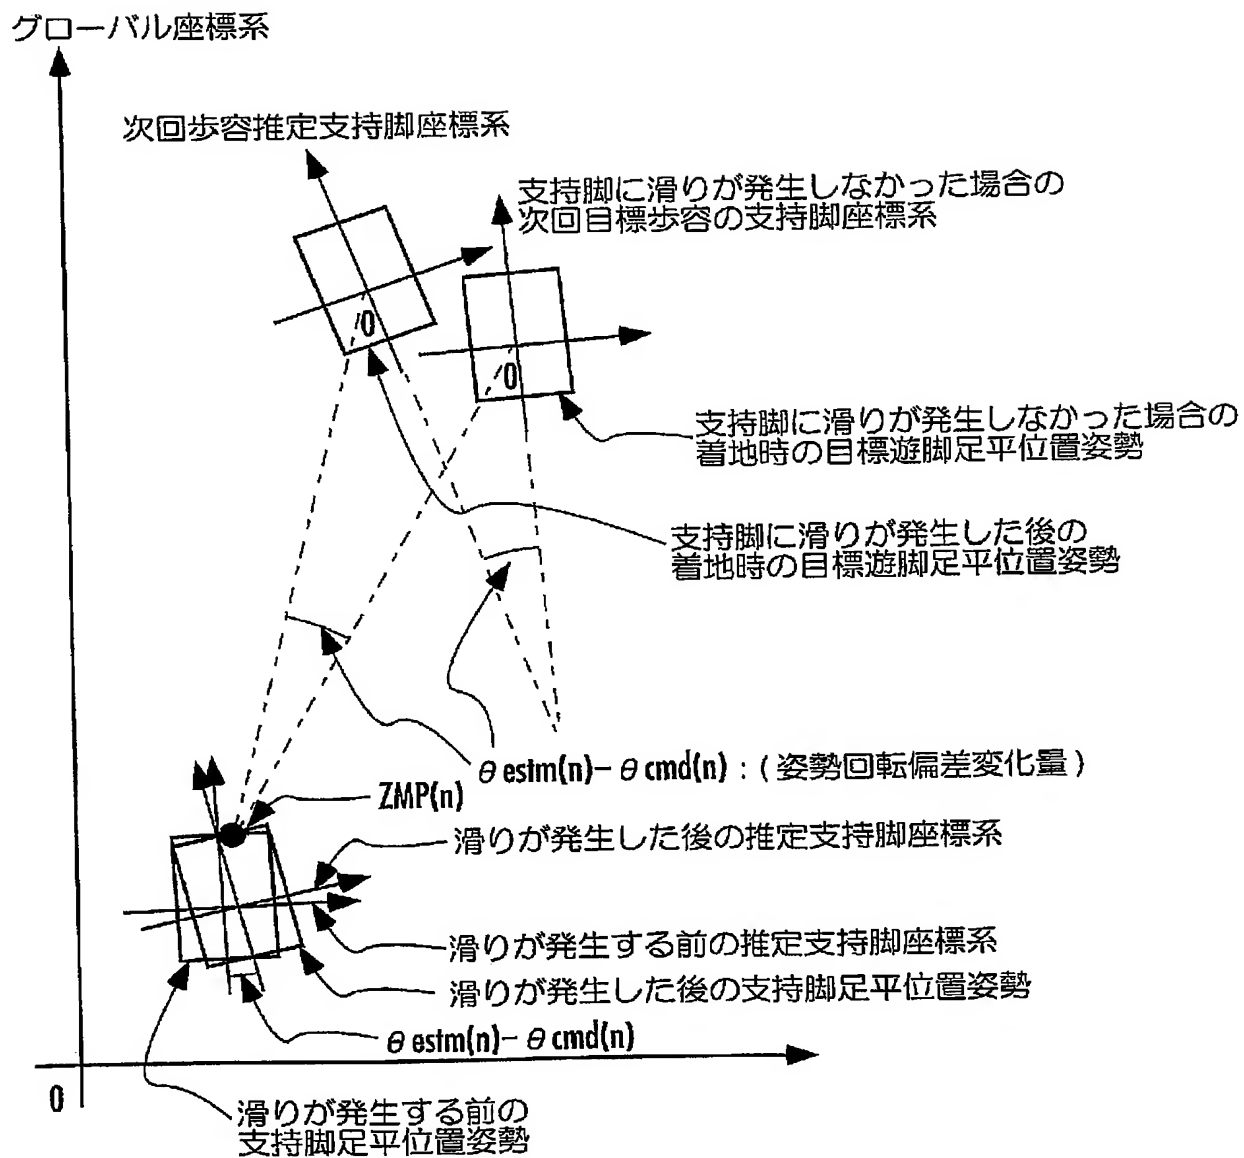 グローバル座標系
次回歩容推定支持脚座標系
支持脚に滑りが発生しなかった場合の
次回目標歩容の支持脚座標系
0
0
支持脚に滑りが発生しなかった場合の
着地時の目標遊脚足平位置姿勢
支持脚に滑りが発生した後の
着地時の目標遊脚足平位置姿勢
θ estm(n)− θ cmd(n) : ( 姿勢回転偏差変化量 )
ZMP(n)
滑りが発生した後の推定支持脚座標系
滑りが発生する前の推定支持脚座標系
滑りが発生した後の支持脚足平位置姿勢
θ estm(n)− θ cmd(n)
0
滑りが発生する前の
支持脚足平位置姿勢